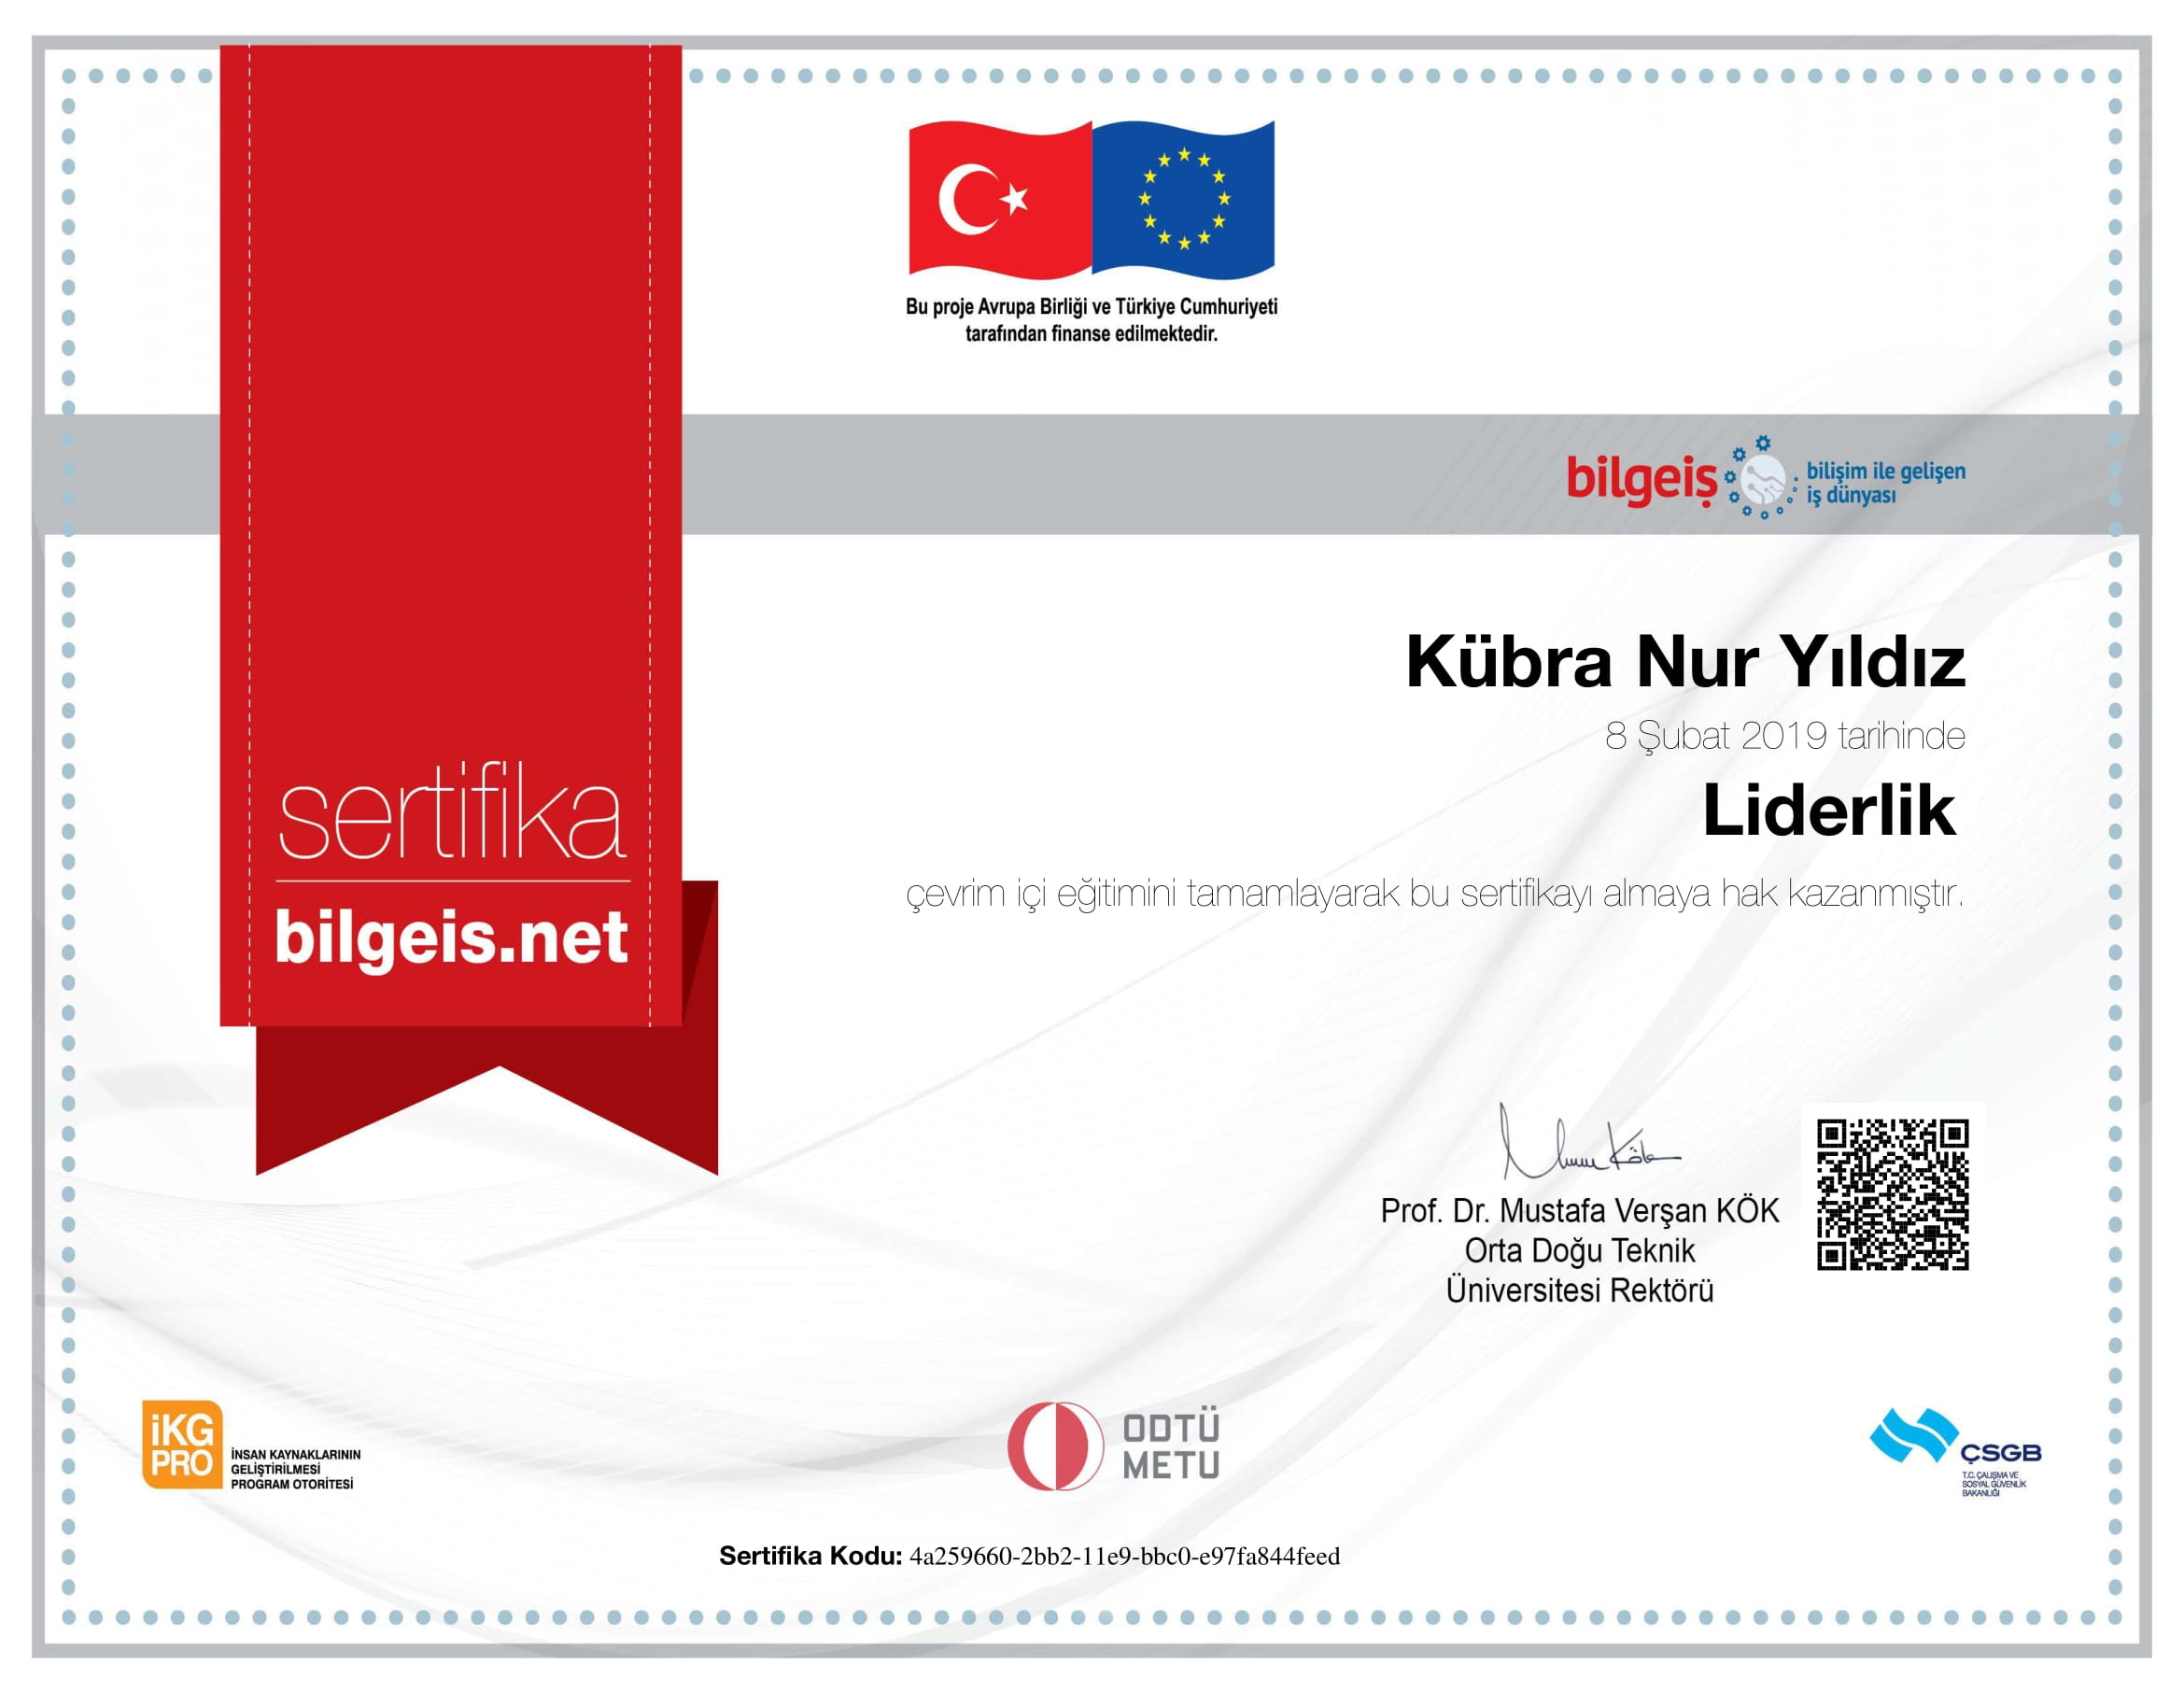 Bu proje Avrupa Birliği ve Türkiye Cumhuriyeti
tarafından finanse edilmektedir.
bilgeiş
bilişim ile gelişen
iş dünyası
Kübra Nur Yıldız
8 Şubat 2019 tarihinde
Liderlik
çevrim içi eğitimini tamamlayarak bu sertifikayı almaya hak kazanmıştır.
sertifika
bilgeis.net
Prof. Dr. Mustafa Verşan KÖK
Orta Doğu Teknik
Üniversitesi Rektörü
iKG
PRO
İNSAN KAYNAKLARININ
GELİŞTİRİLMESİ
PROGRAM OTORİTESİ
ODTÜ
METU
ÇSGB
T.C. ÇALIŞMA VE
SOSYAL GÜVENLİK
BAKANLIĞI
Sertifika Kodu: 4a259660-2bb2-11e9-bbc0-e97fa844feed